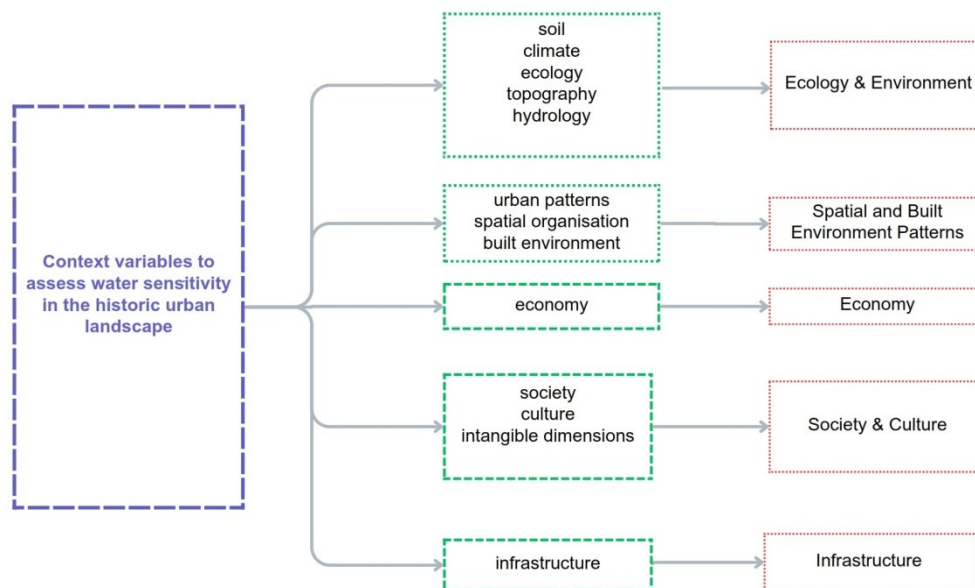 Context variables to
assess water sensitivity
in the historic urban
landscape
soil
climate
ecology
topography
hydrology
Ecology & Environment
urban patterns
spatial organisation
built environment
Spatial and Built
Environment Patterns
economy
Economy
society
culture
intangible dimensions
Society & Culture
infrastructure
Infrastructure